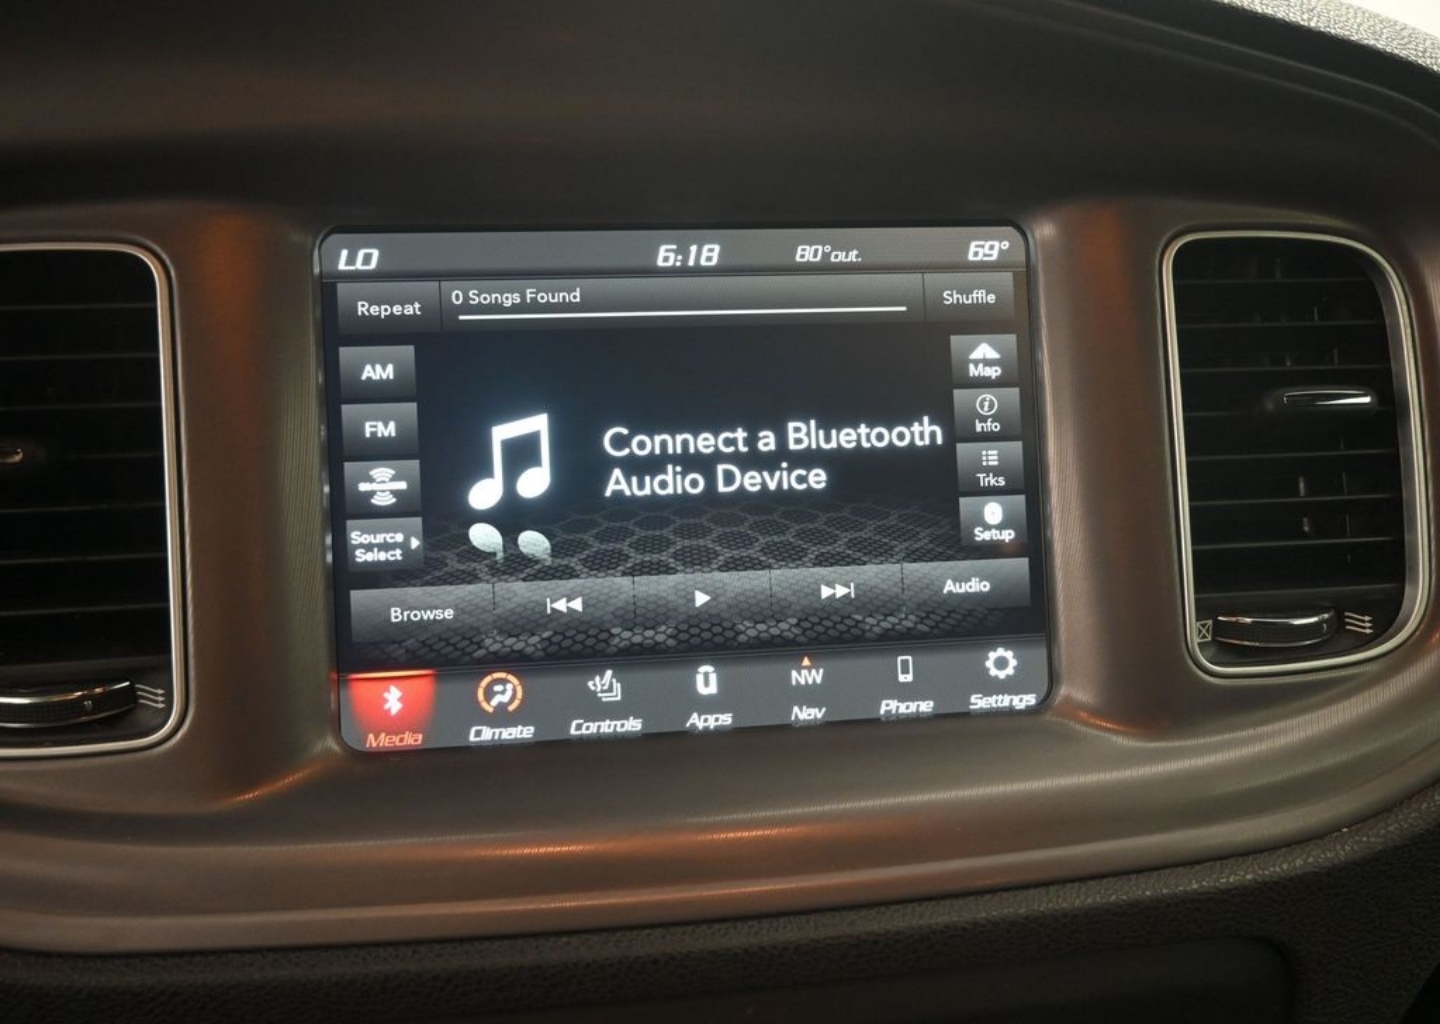 LO 6:18 80°out. 69°
Repeat 0 Songs Found Shuffle
AM
Map
FM
Info
Connect a Bluetooth
Audio Device
Trks
Source
Select
Setup
Browse Audio
Media Climate Controls Apps NW Nav Phone Settings